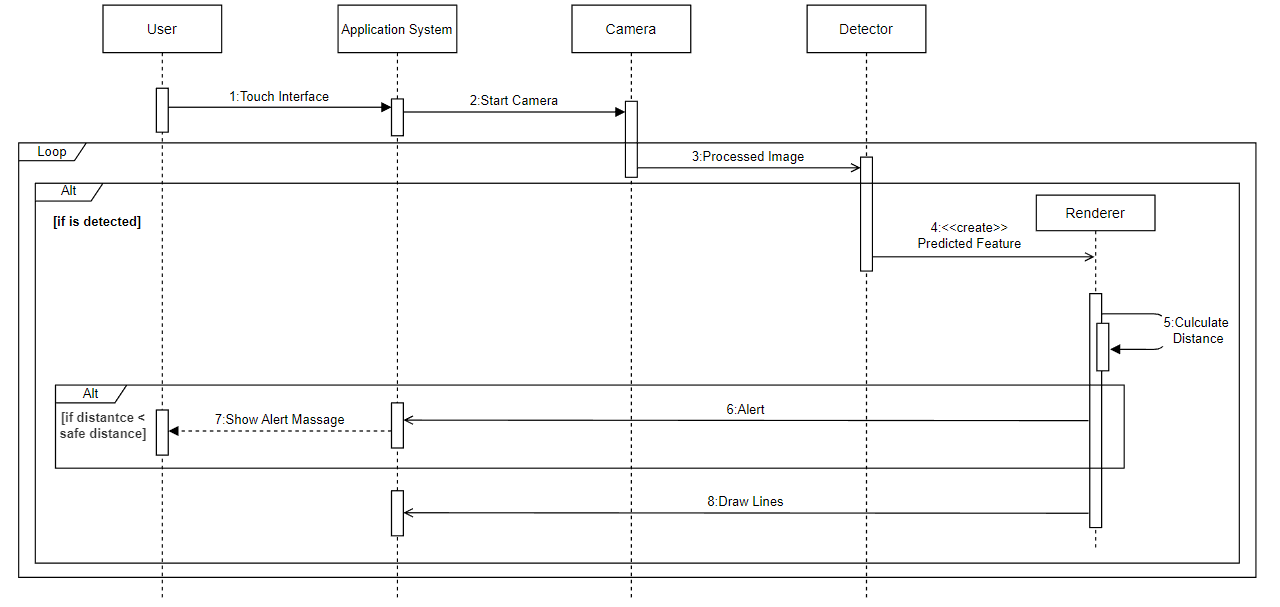 User
Application System
Camera
Detector
1:Touch Interface
2:Start Camera
Loop
3:Processed Image
Alt
[if is detected]
Renderer
4:<<create>>
Predicted Feature
5:Culculate
Distance
Alt
[if distantce <
safe distance]
7:Show Alert Massage
6:Alert
8:Draw Lines